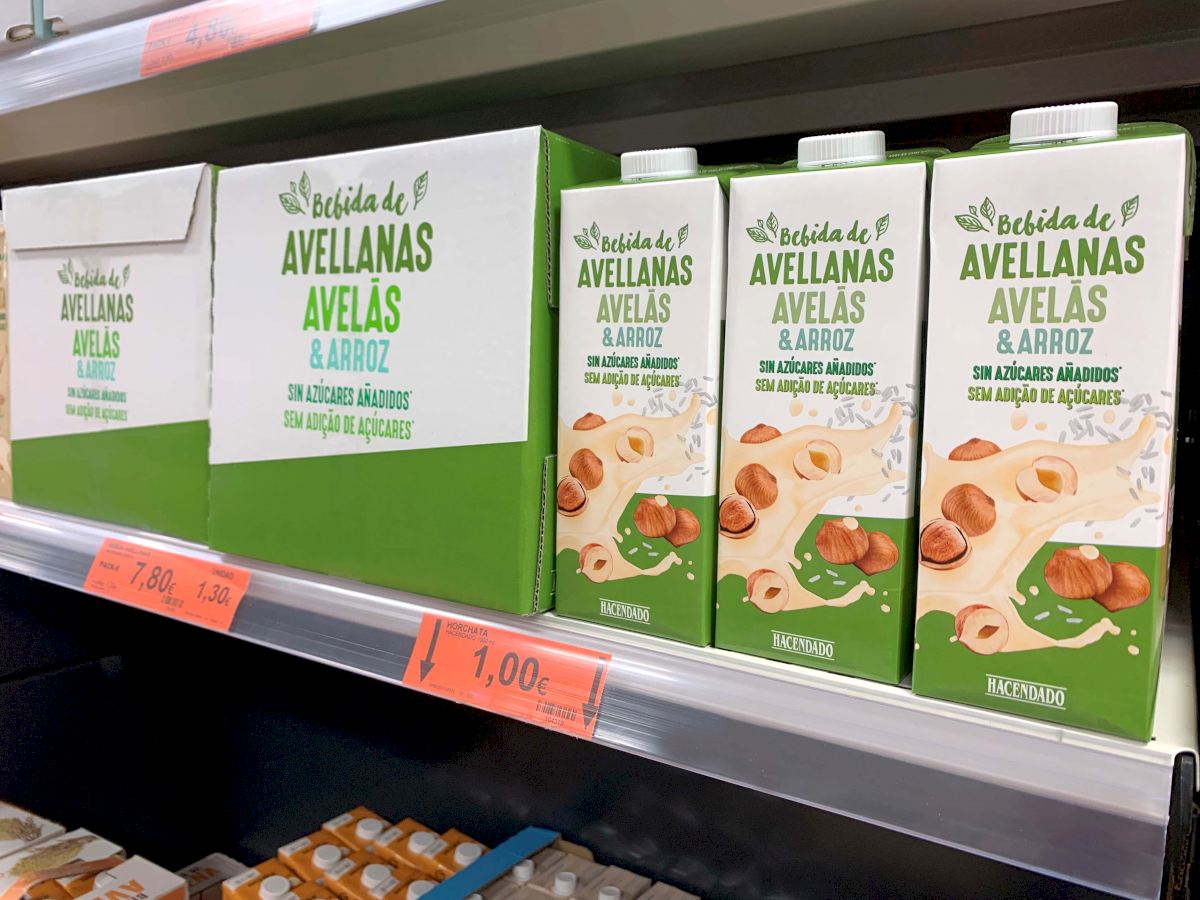 4,80
Bebida de
AVELLANAS
AVELÃS
& ARROZ
SIN AZÚCARES AÑADIDOS*
SEM ADIÇÃO DE AÇÚCARES*
Bebida de
AVELLANAS
AVELÃS
& ARROZ
SIN AZÚCARES AÑADIDOS*
SEM ADIÇÃO DE AÇÚCARES*
Bebida de
AVELLANAS
AVELÃS
& ARROZ
SIN AZÚCARES AÑADIDOS*
SEM ADIÇÃO DE AÇÚCARES*
HACENDADO
Bebida de
AVELLANAS
AVELÃS
& ARROZ
SIN AZÚCARES AÑADIDOS*
SEM ADIÇÃO DE AÇÚCARES*
HACENDADO
Bebida de
AVELLANAS
AVELÃS
& ARROZ
SIN AZÚCARES AÑADIDOS*
SEM ADIÇÃO DE AÇÚCARES*
HACENDADO
PACK-6 UNIDAD
7,80€ 1,30€
HORCHATA
HACENDADO
1,00€